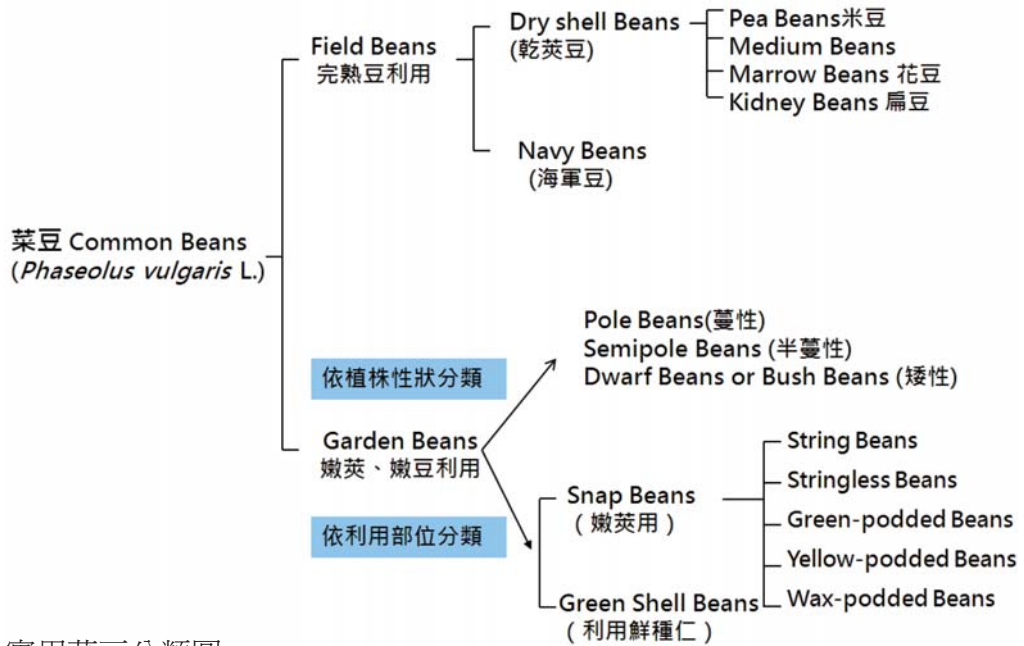 Field Beans
完熟豆利用
Dry shell Beans
(乾莢豆)
Pea Beans米豆
Medium Beans
Marrow Beans 花豆
Kidney Beans 扁豆
Navy Beans
(海軍豆)
菜豆 Common Beans
(Phaseolus vulgaris L.)
依植株性狀分類
Pole Beans(蔓性)
Semipole Beans (半蔓性)
Dwarf Beans or Bush Beans (矮性)
Garden Beans
嫩莢、嫩豆利用
依利用部位分類
Snap Beans
(嫩莢用)
String Beans
Stringless Beans
Green-podded Beans
Yellow-podded Beans
Wax-podded Beans
Green Shell Beans
(利用鮮種仁)